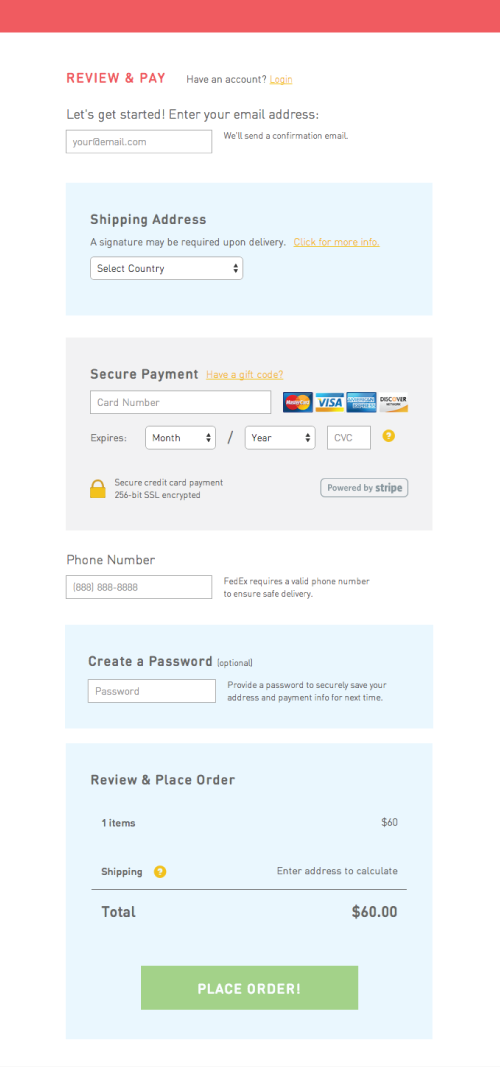 REVIEW & PAY Have an account? Login
Let's get started! Enter your email address:
your@email.com We'll send a confirmation email.
Shipping Address
A signature may be required upon delivery. Click for more info.
Select Country
Secure Payment Have a gift code?
Card Number MasterCard VISA AMERICAN EXPRESS DISCOVER NETWORK
Expires: Month / Year CVC ?
Secure credit card payment
256-bit SSL encrypted
Powered by stripe
Phone Number
(888) 888-8888
FedEx requires a valid phone number
to ensure safe delivery.
Create a Password (optional)
Password
Provide a password to securely save your
address and payment info for next time.
Review & Place Order
1 items $60
Shipping ? Enter address to calculate
Total $60.00
PLACE ORDER!